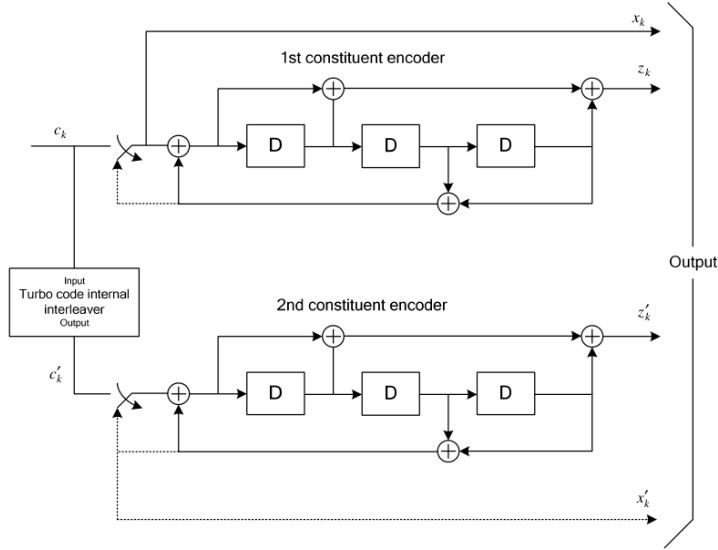 x_k
1st constituent encoder
z_k
c_k
D
D
D
Output
Input
Turbo code internal
interleaver
Output
2nd constituent encoder
z'_k
c'_k
D
D
D
x'_k